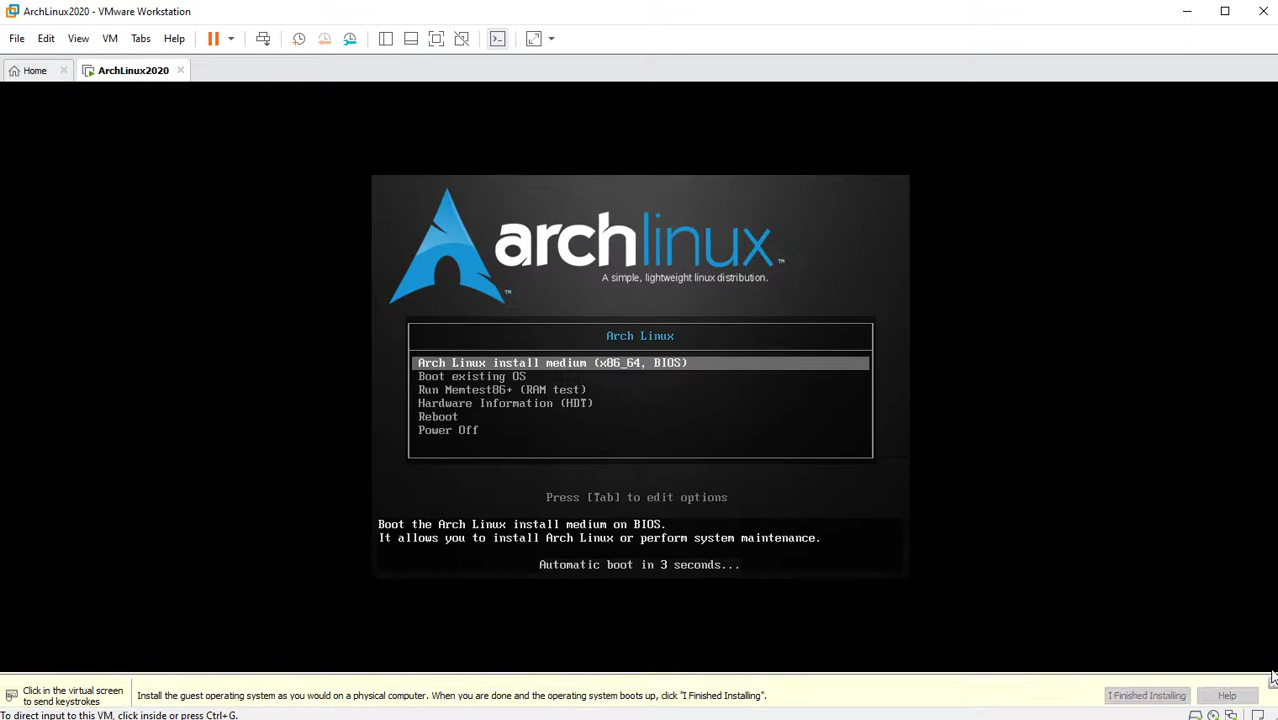 ArchLinux2020 - VMware Workstation
File Edit View VM Tabs Help
Home ArchLinux2020
archlinux™
A simple, lightweight linux distribution.
™
Arch Linux
Arch Linux install medium (x86_64, BIOS)
Boot existing OS
Run Memtest86+ (RAM test)
Hardware Information (HDT)
Reboot
Power Off
Press [Tab] to edit options
Boot the Arch Linux install medium on BIOS.
It allows you to install Arch Linux or perform system maintenance.
Automatic boot in 3 seconds...
Click in the virtual screen
to send keystrokes
Install the guest operating system as you would on a physical computer. When you are done and the operating system boots up, click "I Finished Installing".
I Finished Installing Help
To direct input to this VM, click inside or press Ctrl+G.